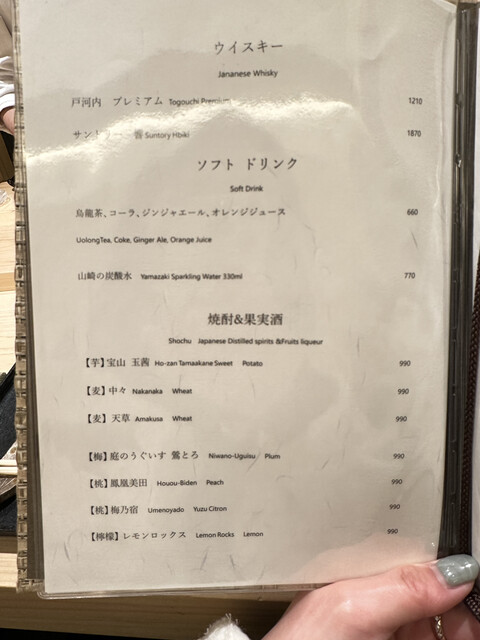 ウイスキー
Jananese Whisky
戸河内 プレミアム Togouchi Premium 1210
サントリー 響 Suntory Hbiki 1870
ソフト ドリンク
Soft Drink
烏龍茶、コーラ、ジンジャエール、オレンジジュース 660
UolongTea, Coke, Ginger Ale, Orange Juice
山崎の炭酸水 Yamazaki Sparkling Water 330ml 770
焼酎&果実酒
Shochu Japanese Distilled spirits &Fruits liqueur
【芋】宝山 玉茜 Ho-zan Tamaakane Sweet Potato 990
【麦】中々 Nakanaka Wheat 990
【麦】天草 Amakusa Wheat 990
【梅】庭のうぐいす 鶯とろ Niwano-Uguisu Plum 990
【桃】鳳凰美田 Houou-Biden Peach 990
【桃】梅乃宿 Umenoyado Yuzu Citron 990
【檸檬】レモンロックス Lemon Rocks Lemon 990